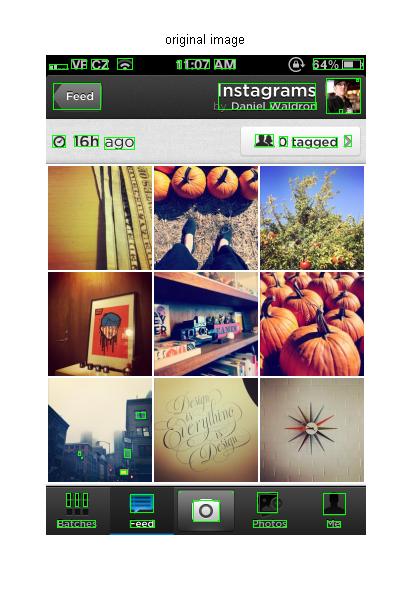 original image
VF CZ 11:07 AM 64%
Feed
Instagrams
by Daniel Waldron
16h ago
0 tagged
Design
is
Everything
is
Design
Batches Feed Photos Me